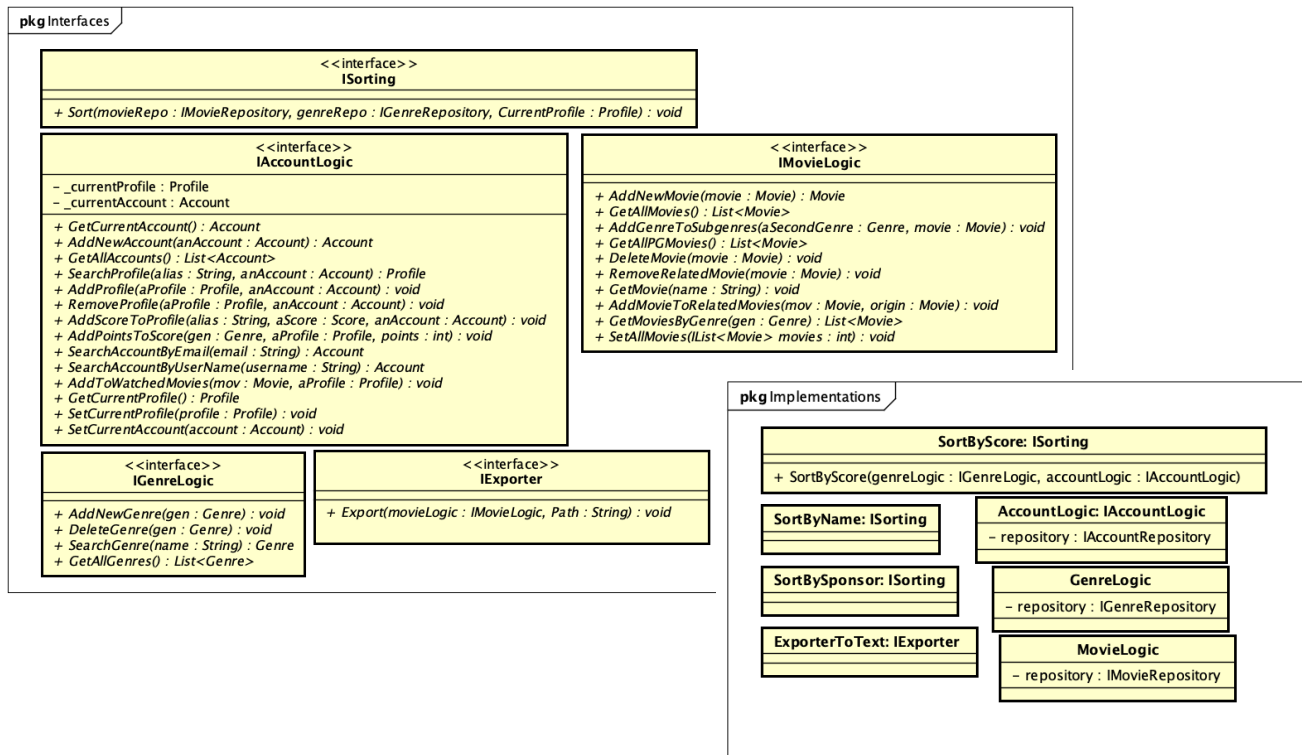 pkg Interfaces
<<interface>>
ISorting
+ Sort(movieRepo : IMovieRepository, genreRepo : IGenreRepository, CurrentProfile : Profile) : void
<<interface>>
IAccountLogic
– _currentProfile : Profile
– _currentAccount : Account
+ GetCurrentAccount() : Account
+ AddNewAccount(anAccount : Account) : Account
+ GetAllAccounts() : List<Account>
+ SearchProfile(alias : String, anAccount : Account) : Profile
+ AddProfile(aProfile : Profile, anAccount : Account) : void
+ RemoveProfile(aProfile : Profile, anAccount : Account) : void
+ AddScoreToProfile(alias : String, aScore : Score, anAccount : Account) : void
+ AddPointsToScore(gen : Genre, aProfile : Profile, points : int) : void
+ SearchAccountByEmail(email : String) : Account
+ SearchAccountByUserName(username : String) : Account
+ AddToWatchedMovies(mov : Movie, aProfile : Profile) : void
+ GetCurrentProfile() : Profile
+ SetCurrentProfile(profile : Profile) : void
+ SetCurrentAccount(account : Account) : void
<<interface>>
IMovieLogic
+ AddNewMovie(movie : Movie) : Movie
+ GetAllMovies() : List<Movie>
+ AddGenreToSubgenres(aSecondGenre : Genre, movie : Movie) : void
+ GetAllPGMovies() : List<Movie>
+ DeleteMovie(movie : Movie) : void
+ RemoveRelatedMovie(movie : Movie) : void
+ GetMovie(name : String) : void
+ AddMovieToRelatedMovies(mov : Movie, origin : Movie) : void
+ GetMoviesByGenre(gen : Genre) : List<Movie>
+ SetAllMovies(IList<Movie> movies : int) : void
<<interface>>
IGenreLogic
+ AddNewGenre(gen : Genre) : void
+ DeleteGenre(gen : Genre) : void
+ SearchGenre(name : String) : Genre
+ GetAllGenres() : List<Genre>
<<interface>>
IExporter
+ Export(movieLogic : IMovieLogic, Path : String) : void
pkg Implementations
SortByScore: ISorting
+ SortByScore(genreLogic : IGenreLogic, accountLogic : IAccountLogic)
SortByName: ISorting
AccountLogic: IAccountLogic
– repository : IAccountRepository
SortBySponsor: ISorting
GenreLogic
– repository : IGenreRepository
ExporterToText: IExporter
MovieLogic
– repository : IMovieRepository